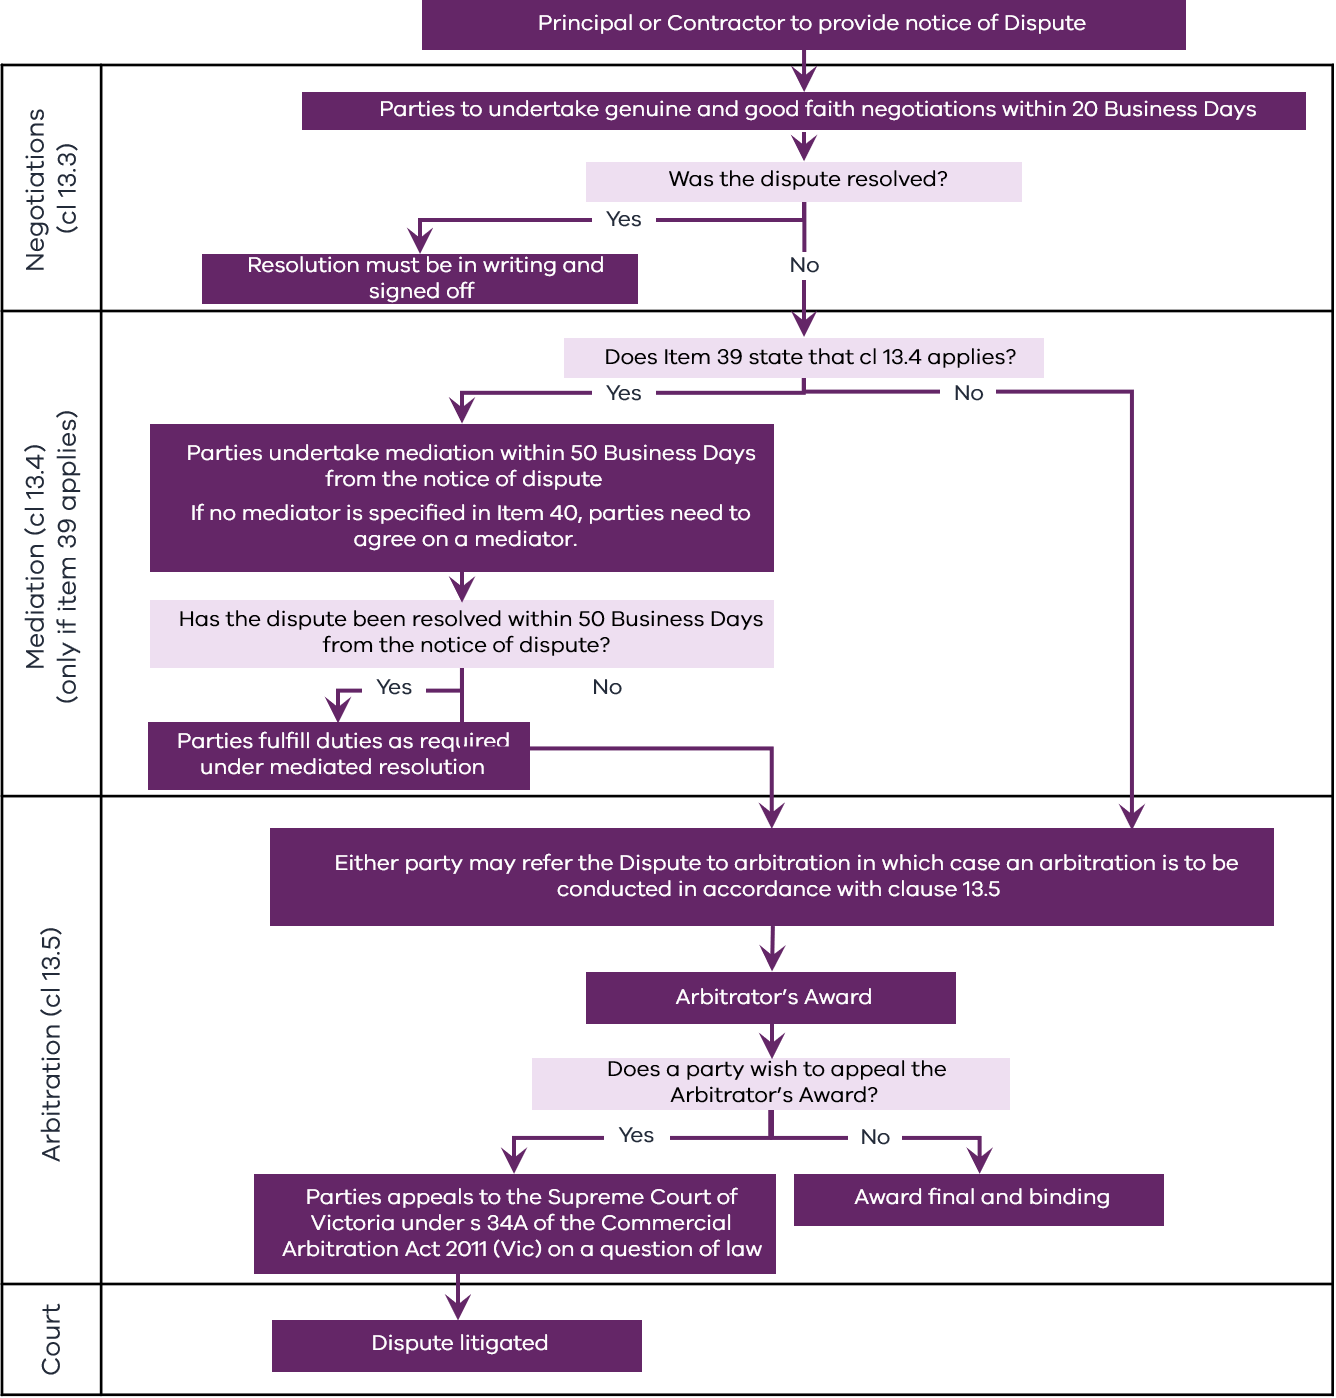 Principal or Contractor to provide notice of Dispute
Negotiations
(cl 13.3)
Parties to undertake genuine and good faith negotiations within 20 Business Days
Was the dispute resolved?
Yes
No
Resolution must be in writing and
signed off
Mediation (cl 13.4)
(only if item 39 applies)
Does Item 39 state that cl 13.4 applies?
Yes
No
Parties undertake mediation within 50 Business Days
from the notice of dispute
If no mediator is specified in Item 40, parties need to
agree on a mediator.
Has the dispute been resolved within 50 Business Days
from the notice of dispute?
Yes
No
Parties fulfill duties as required
under mediated resolution
Arbitration (cl 13.5)
Either party may refer the Dispute to arbitration in which case an arbitration is to be
conducted in accordance with clause 13.5
Arbitrator’s Award
Does a party wish to appeal the
Arbitrator’s Award?
Yes
No
Parties appeals to the Supreme Court of
Victoria under s 34A of the Commercial
Arbitration Act 2011 (Vic) on a question of law
Award final and binding
Court
Dispute litigated